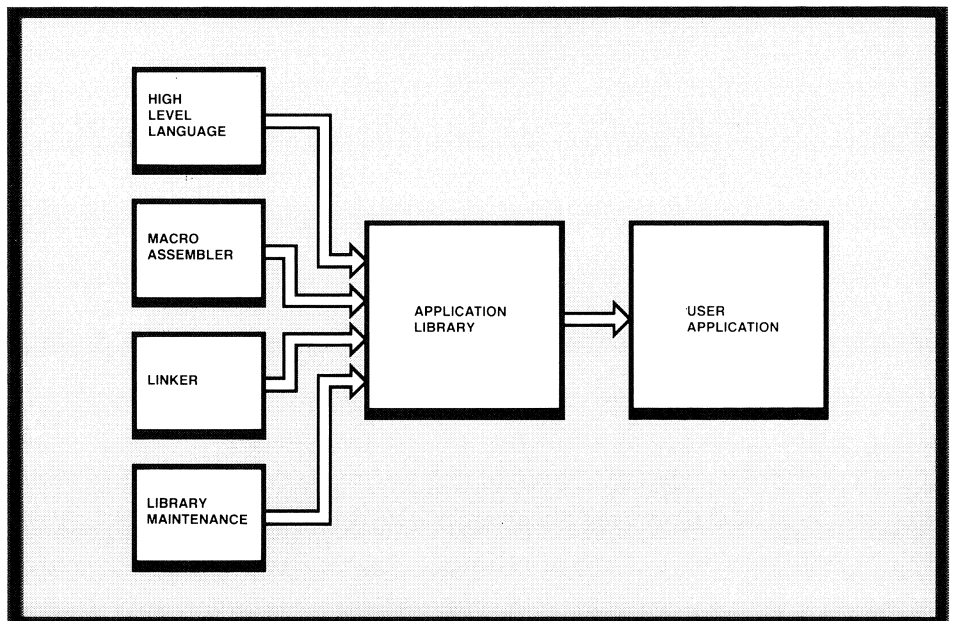 HIGH
LEVEL
LANGUAGE
MACRO
ASSEMBLER
LINKER
LIBRARY
MAINTENANCE
APPLICATION
LIBRARY
USER
APPLICATION